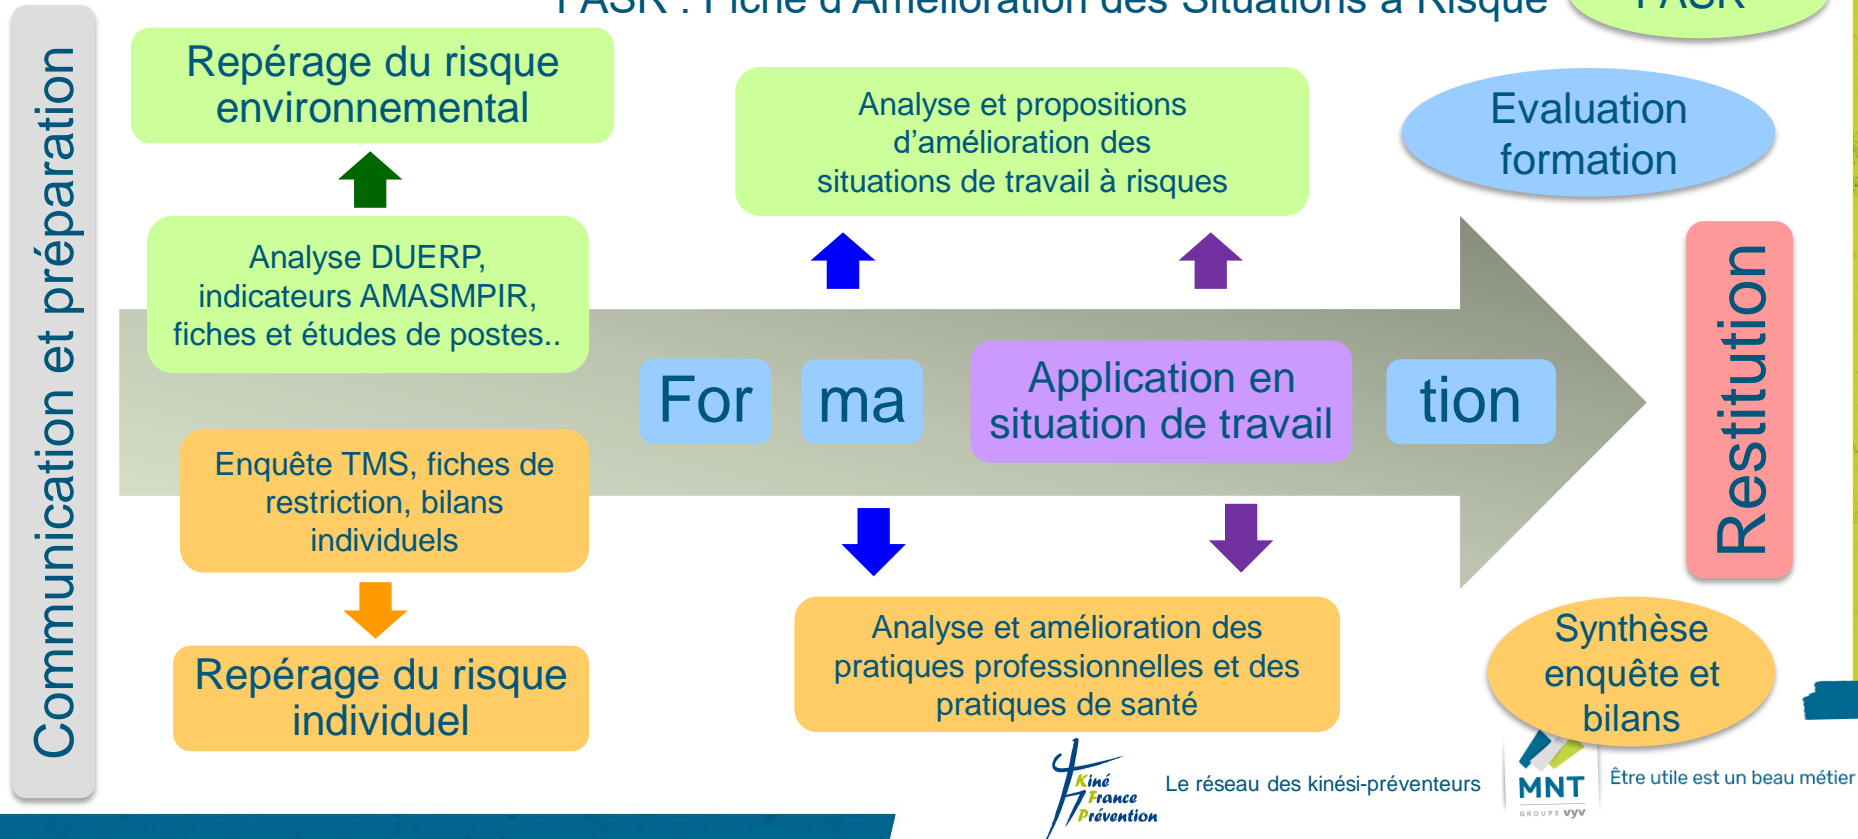 FASR : Fiche d'Amélioration des Situations à Risque
FASR
Communication et préparation
Repérage du risque
environnemental
Analyse DUERP,
indicateurs AMASMPIR,
fiches et études de postes..
Enquête TMS, fiches de
restriction, bilans
individuels
Repérage du risque
individuel
Analyse et propositions
d’amélioration des
situations de travail à risques
For
ma
Application en
situation de travail
tion
Analyse et amélioration des
pratiques professionnelles et des
pratiques de santé
Evaluation
formation
Restitution
Synthèse
enquête et
bilans
Kiné
France
Prévention
Le réseau des kinési-préventeurs
MNT
GROUPE vyv
Être utile est un beau métier